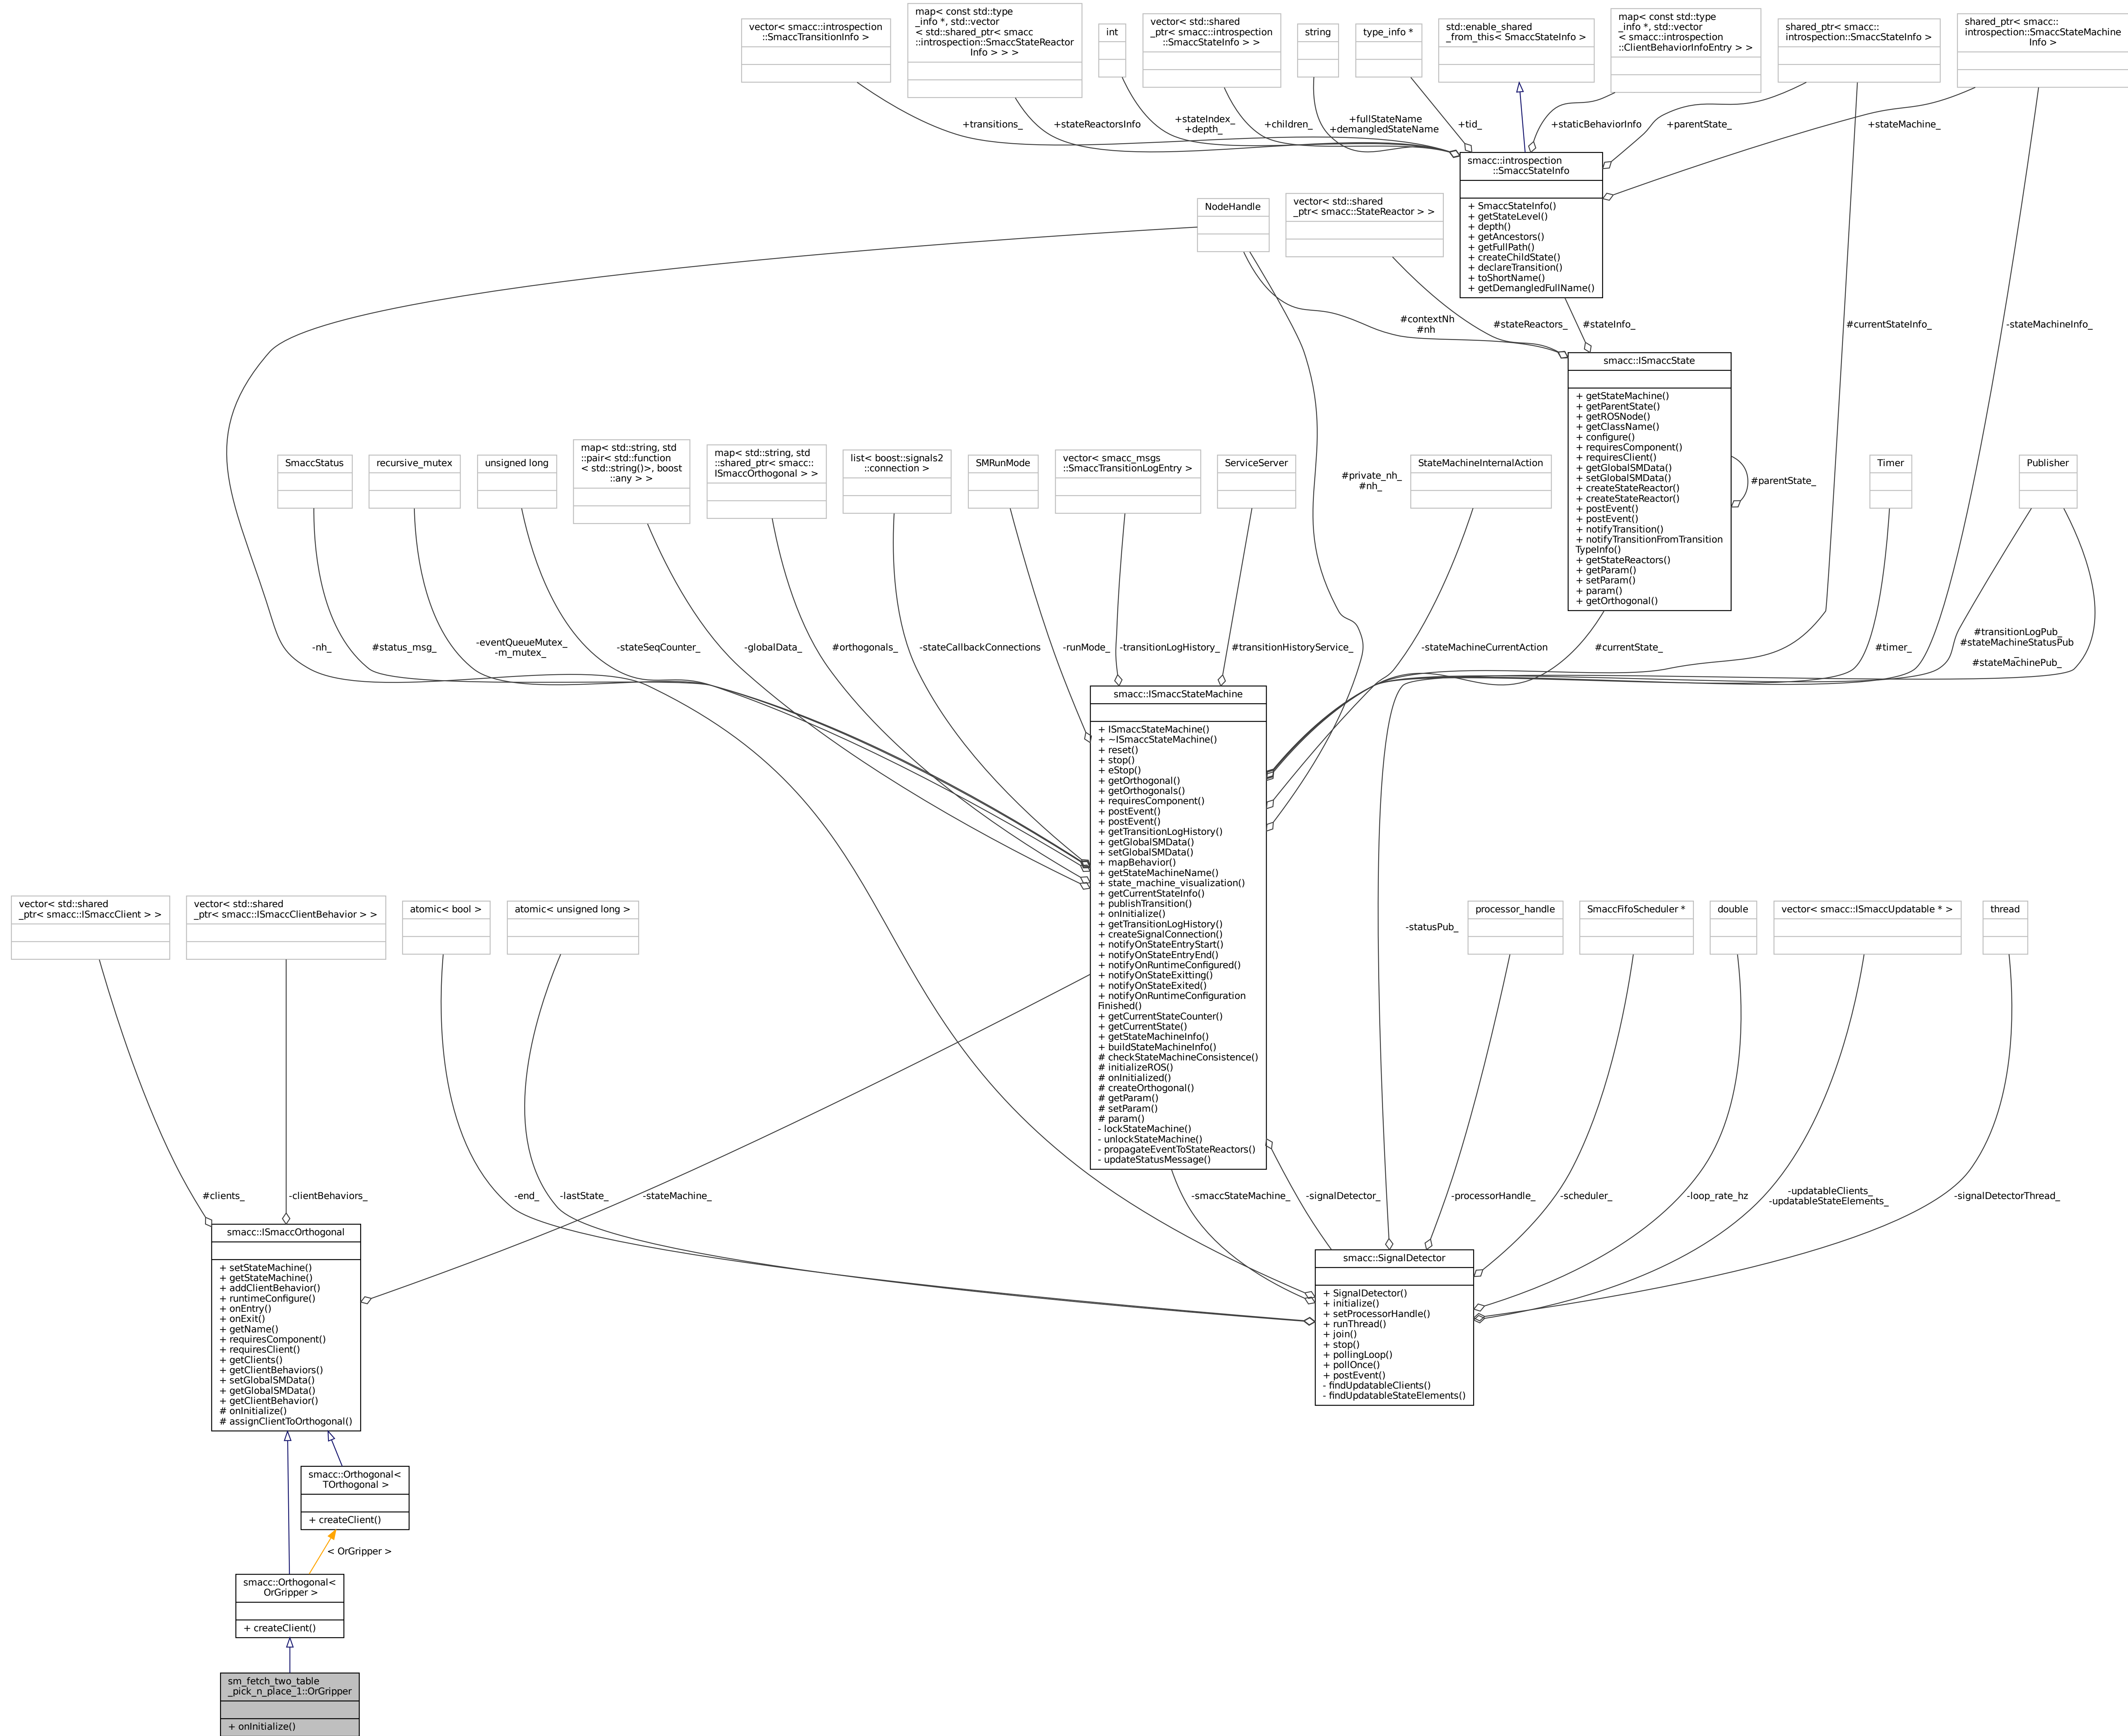 vector< smacc::introspection
::SmaccTransitionInfo >
map< const std::type
_info *, std::vector
< std::shared_ptr< smacc
::introspection::SmaccStateReactor
Info > > >
int
vector< std::shared
_ptr< smacc::introspection
::SmaccStateInfo > >
string
type_info *
std::enable_shared
_from_this< SmaccStateInfo >
map< const std::type
_info *, std::vector
< smacc::introspection
::ClientBehaviorInfoEntry > >
shared_ptr< smacc::
introspection::SmaccStateInfo >
shared_ptr< smacc::
introspection::SmaccStateMachine
Info >
+transitions_
+stateReactorsInfo
+stateIndex_
+depth_
+children_
+fullStateName
+demangledStateName
+tid_
+staticBehaviorInfo
+parentState_
+stateMachine_
smacc::introspection
::SmaccStateInfo
+ SmaccStateInfo()
+ getStateLevel()
+ depth()
+ getAncestors()
+ getFullPath()
+ createChildState()
+ declareTransition()
+ toShortName()
+ getDemangledFullName()
NodeHandle
vector< std::shared
_ptr< smacc::StateReactor > >
#contextNh
#nh
#stateReactors_
#stateInfo_
#currentStateInfo_
-stateMachineInfo_
smacc::ISmaccState
+ getStateMachine()
+ getParentState()
+ getROSNode()
+ getClassName()
+ configure()
+ requiresComponent()
+ requiresClient()
+ getGlobalSMData()
+ setGlobalSMData()
+ createStateReactor()
+ createStateReactor()
+ postEvent()
+ postEvent()
+ notifyTransition()
+ notifyTransitionFromTransition
TypeInfo()
+ getStateReactors()
+ getParam()
+ setParam()
+ param()
+ getOrthogonal()
#parentState_
SmaccStatus
recursive_mutex
unsigned long
map< std::string, std
::pair< std::function
< std::string()>, boost
::any > >
map< std::string, std
::shared_ptr< smacc::
ISmaccOrthogonal > >
list< boost::signals2
::connection >
SMRunMode
vector< smacc_msgs
::SmaccTransitionLogEntry >
ServiceServer
#private_nh_
#nh_
StateMachineInternalAction
Timer
Publisher
-nh_
#status_msg_
-eventQueueMutex_
-m_mutex_
-stateSeqCounter_
-globalData_
#orthogonals_
-stateCallbackConnections
-runMode_
-transitionLogHistory_
#transitionHistoryService_
-stateMachineCurrentAction
#currentState_
#timer_
#transitionLogPub_
#stateMachineStatusPub
_
#stateMachinePub_
smacc::ISmaccStateMachine
+ ISmaccStateMachine()
+ ~ISmaccStateMachine()
+ reset()
+ stop()
+ eStop()
+ getOrthogonal()
+ getOrthogonals()
+ requiresComponent()
+ postEvent()
+ postEvent()
+ getTransitionLogHistory()
+ getGlobalSMData()
+ setGlobalSMData()
+ mapBehavior()
+ getStateMachineName()
+ state_machine_visualization()
+ getCurrentStateInfo()
+ publishTransition()
+ onInitialize()
+ getTransitionLogHistory()
+ createSignalConnection()
+ notifyOnStateEntryStart()
+ notifyOnStateEntryEnd()
+ notifyOnRuntimeConfigured()
+ notifyOnStateExitting()
+ notifyOnStateExited()
+ notifyOnRuntimeConfiguration
Finished()
+ getCurrentStateCounter()
+ getCurrentState()
+ getStateMachineInfo()
+ buildStateMachineInfo()
# checkStateMachineConsistence()
# initializeROS()
# onInitialized()
# createOrthogonal()
# getParam()
# setParam()
# param()
- lockStateMachine()
- unlockStateMachine()
- propagateEventToStateReactors()
- updateStatusMessage()
vector< std::shared
_ptr< smacc::ISmaccClient > >
vector< std::shared
_ptr< smacc::ISmaccClientBehavior > >
atomic< bool >
atomic< unsigned long >
-statusPub_
processor_handle
SmaccFifoScheduler *
double
vector< smacc::ISmaccUpdatable * >
thread
#clients_
-clientBehaviors_
-end_
-lastState_
-stateMachine_
-smaccStateMachine_
-signalDetector_
-processorHandle_
-scheduler_
-loop_rate_hz
-updatableClients_
-updatableStateElements_
-signalDetectorThread_
smacc::ISmaccOrthogonal
+ setStateMachine()
+ getStateMachine()
+ addClientBehavior()
+ runtimeConfigure()
+ onEntry()
+ onExit()
+ getName()
+ requiresComponent()
+ requiresClient()
+ getClients()
+ getClientBehaviors()
+ setGlobalSMData()
+ getGlobalSMData()
+ getClientBehavior()
# onInitialize()
# assignClientToOrthogonal()
smacc::SignalDetector
+ SignalDetector()
+ initialize()
+ setProcessorHandle()
+ runThread()
+ join()
+ stop()
+ pollingLoop()
+ pollOnce()
+ postEvent()
- findUpdatableClients()
- findUpdatableStateElements()
smacc::Orthogonal<
TOrthogonal >
+ createClient()
< OrGripper >
smacc::Orthogonal<
OrGripper >
+ createClient()
sm_fetch_two_table
_pick_n_place_1::OrGripper
+ onInitialize()